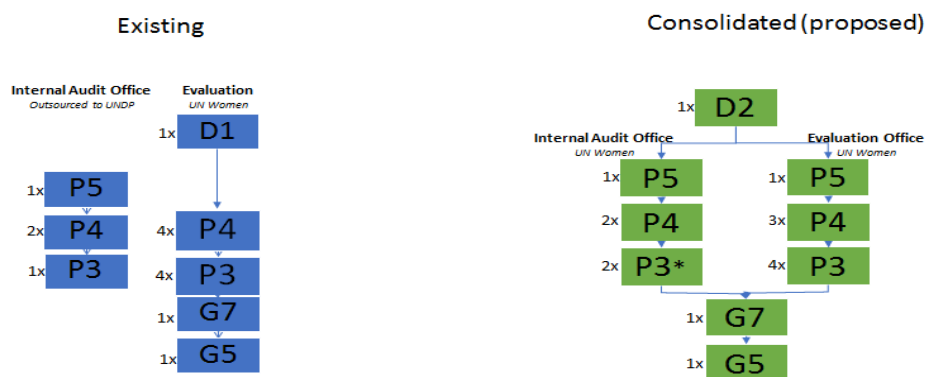 Existing
Internal Audit Office
Outsourced to UNDP
Evaluation
UN Women
1x D1
1x P5
2x P4
1x P3
4x P4
4x P3
1x G7
1x G5
Consolidated (proposed)
1x D2
Internal Audit Office
UN Women
Evaluation Office
UN Women
1x P5
2x P4
2x P3*
1x P5
3x P4
4x P3
1x G7
1x G5